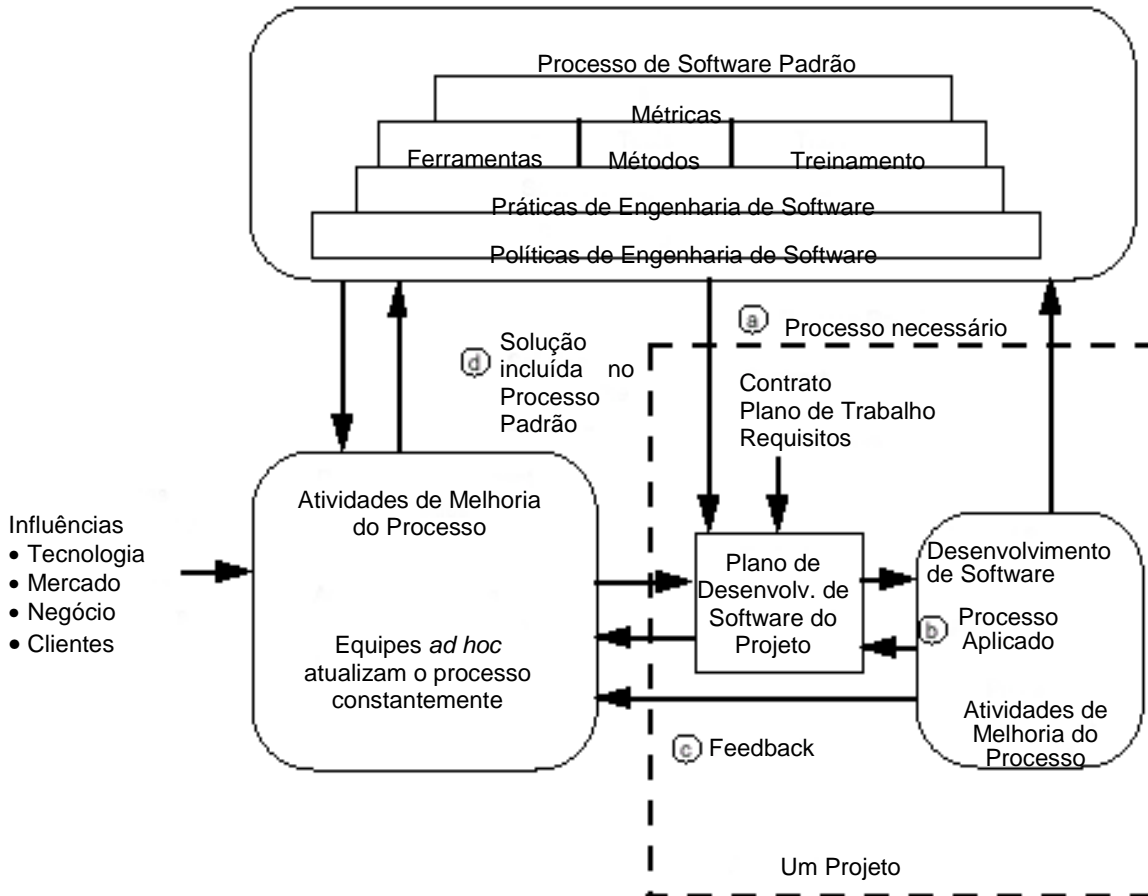 Processo de Software Padrão
Métricas
Ferramentas
Métodos
Treinamento
Práticas de Engenharia de Software
Políticas de Engenharia de Software
a
Processo necessário
d
Solução
incluída no
Processo
Padrão
Contrato
Plano de Trabalho
Requisitos
Influências
• Tecnologia
• Mercado
• Negócio
• Clientes
Atividades de Melhoria
do Processo
Equipes ad hoc
atualizam o processo
constantemente
Plano de
Desenvolv. de
Software do
Projeto
Desenvolvimento
de Software
b
Processo
Aplicado
Atividades de
Melhoria do
Processo
c
Feedback
Um Projeto